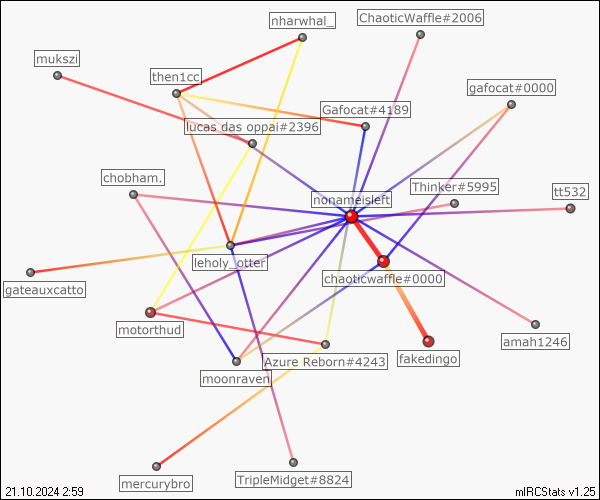 nharwhal_
ChaoticWaffle#2006
mukszi
then1cc
gafocat#0000
Gafocat#4189
lucas das oppai#2396
chobham.
Thinker#5995
tt532
nonameisleft
leholy_otter
chaoticwaffle#0000
gateauxcatto
motorthud
amah1246
Azure Reborn#4243
fakedingo
moonraven
mercurybro
TripleMidget#8824
21.10.2024 2:59
mIRCStats v1.25